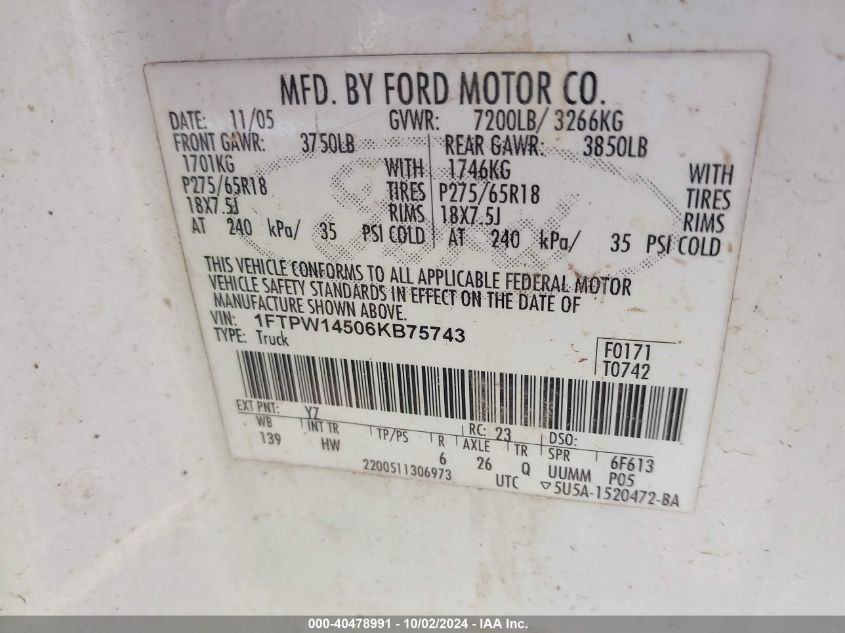 MFD. BY FORD MOTOR CO.
DATE: 11/05 GVWR: 7200LB/ 3266KG
FRONT GAWR: 3750LB REAR GAWR: 3850LB
1701KG WITH 1746KG WITH
P275/65R18 TIRES P275/65R18 TIRES
18X7.5J RIMS 18X7.5J RIMS
AT 240 kPa/ 35 PSI COLD AT 240 kPa/ 35 PSI COLD
THIS VEHICLE CONFORMS TO ALL APPLICABLE FEDERAL MOTOR
VEHICLE SAFETY STANDARDS IN EFFECT ON THE DATE OF
MANUFACTURE SHOWN ABOVE.
VIN: 1FTPW14506KB75743
TYPE: Truck
F0171
T0742
EXT PNT: YZ RC: 23 DSO:
WB INT TR TP/PS R AXLE TR SPR 6F613
139 HW 6 26 Q UUMM P05
2200511306973 UTC ▽5U5A-1520472-BA
000-40478991 - 10/02/2024 - IAA Inc.